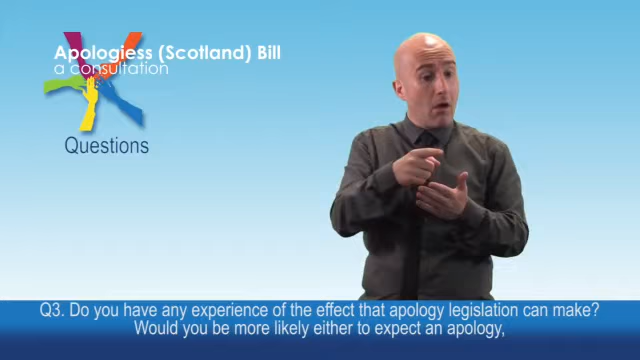 Apologiess (Scotland) Bill
a consultation
Questions
Q3. Do you have any experience of the effect that apology legislation can make?
Would you be more likely either to expect an apology,